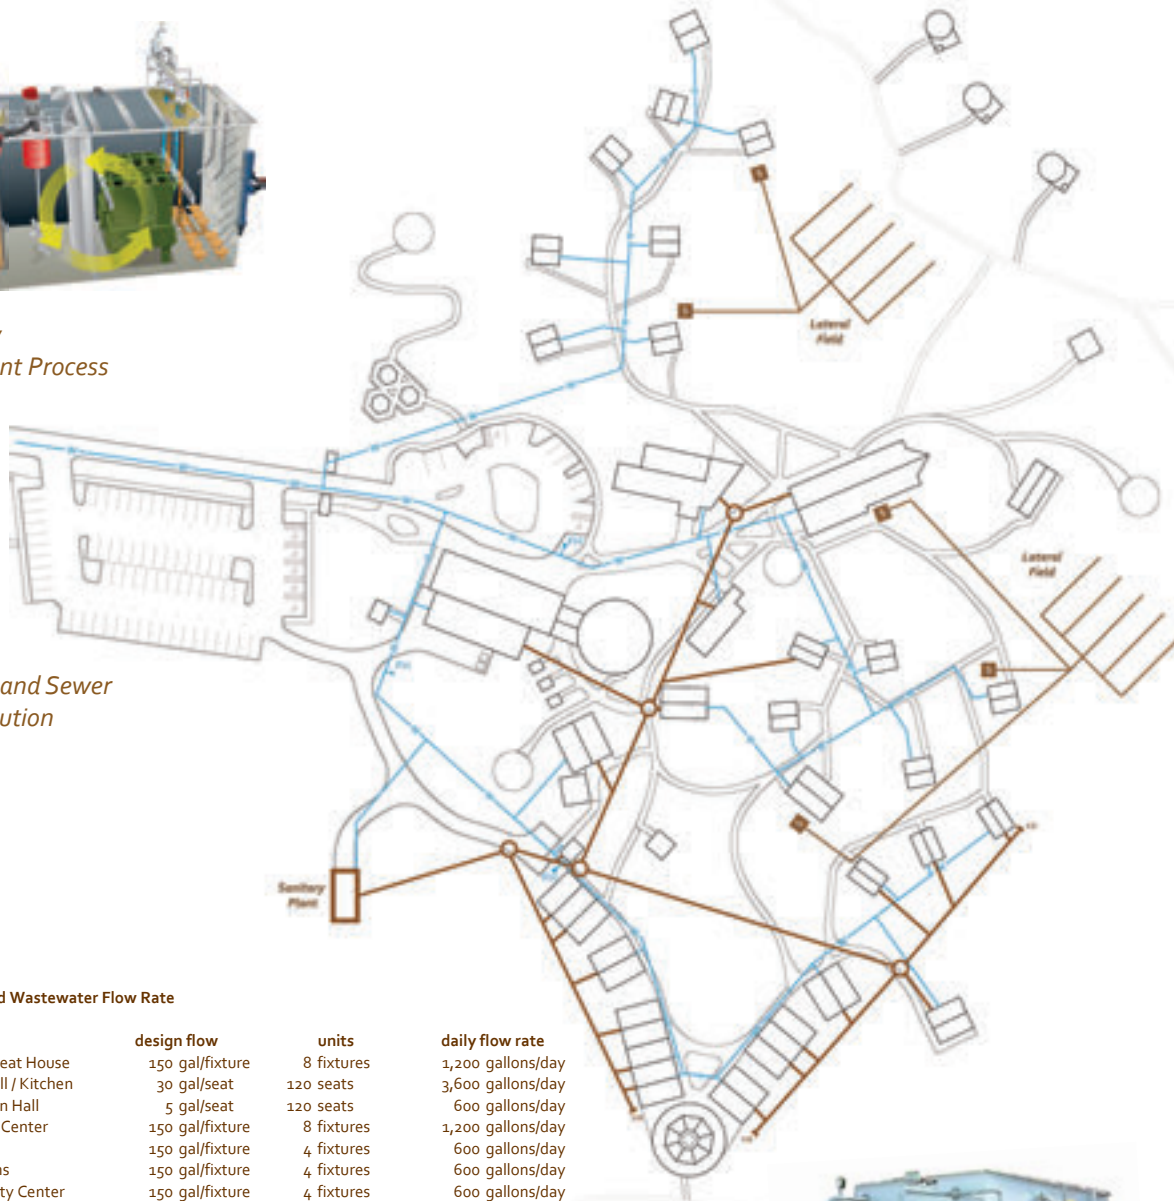 nt Process
Lateral
Field
Lateral
Field
and Sewer
ution
Sanitary
Plant
d Wastewater Flow Rate
design flow units daily flow rate
eat House 150 gal/fixture 8 fixtures 1,200 gallons/day
ll / Kitchen 30 gal/seat 120 seats 3,600 gallons/day
n Hall 5 gal/seat 120 seats 600 gallons/day
Center 150 gal/fixture 8 fixtures 1,200 gallons/day
150 gal/fixture 4 fixtures 600 gallons/day
ns 150 gal/fixture 4 fixtures 600 gallons/day
ty Center 150 gal/fixture 4 fixtures 600 gallons/day